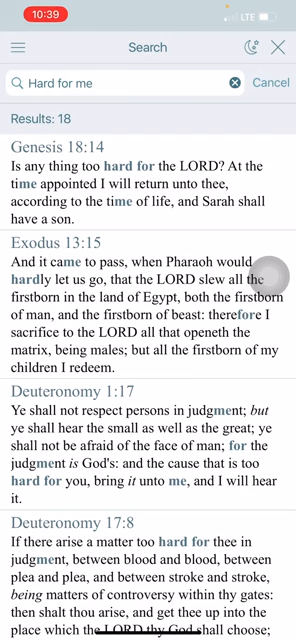 10:39
LTE
Search
Hard for me
Cancel
Results: 18
Genesis 18:14
Is any thing too hard for the LORD? At the
time appointed I will return unto thee,
according to the time of life, and Sarah shall
have a son.
Exodus 13:15
And it came to pass, when Pharaoh would
hardly let us go, that the LORD slew all the
firstborn in the land of Egypt, both the firstborn
of man, and the firstborn of beast: therefore I
sacrifice to the LORD all that openeth the
matrix, being males; but all the firstborn of my
children I redeem.
Deuteronomy 1:17
Ye shall not respect persons in judgment; but
ye shall hear the small as well as the great; ye
shall not be afraid of the face of man; for the
judgment is God's: and the cause that is too
hard for you, bring it unto me, and I will hear
it.
Deuteronomy 17:8
If there arise a matter too hard for thee in
judgment, between blood and blood, between
plea and plea, and between stroke and stroke,
being matters of controversy within thy gates:
then shalt thou arise, and get thee up into the
place which the LORD thy God shall choose;